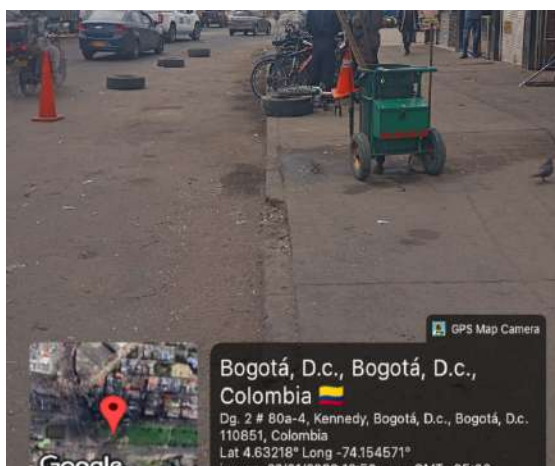 GPS Map Camera
Bogotá, D.c., Bogotá, D.c.,
Colombia
Dg. 2 # 80a-4, Kennedy, Bogotá, D.c., Bogotá, D.c.
110851, Colombia
Lat 4.63218° Long -74.154571°
Google